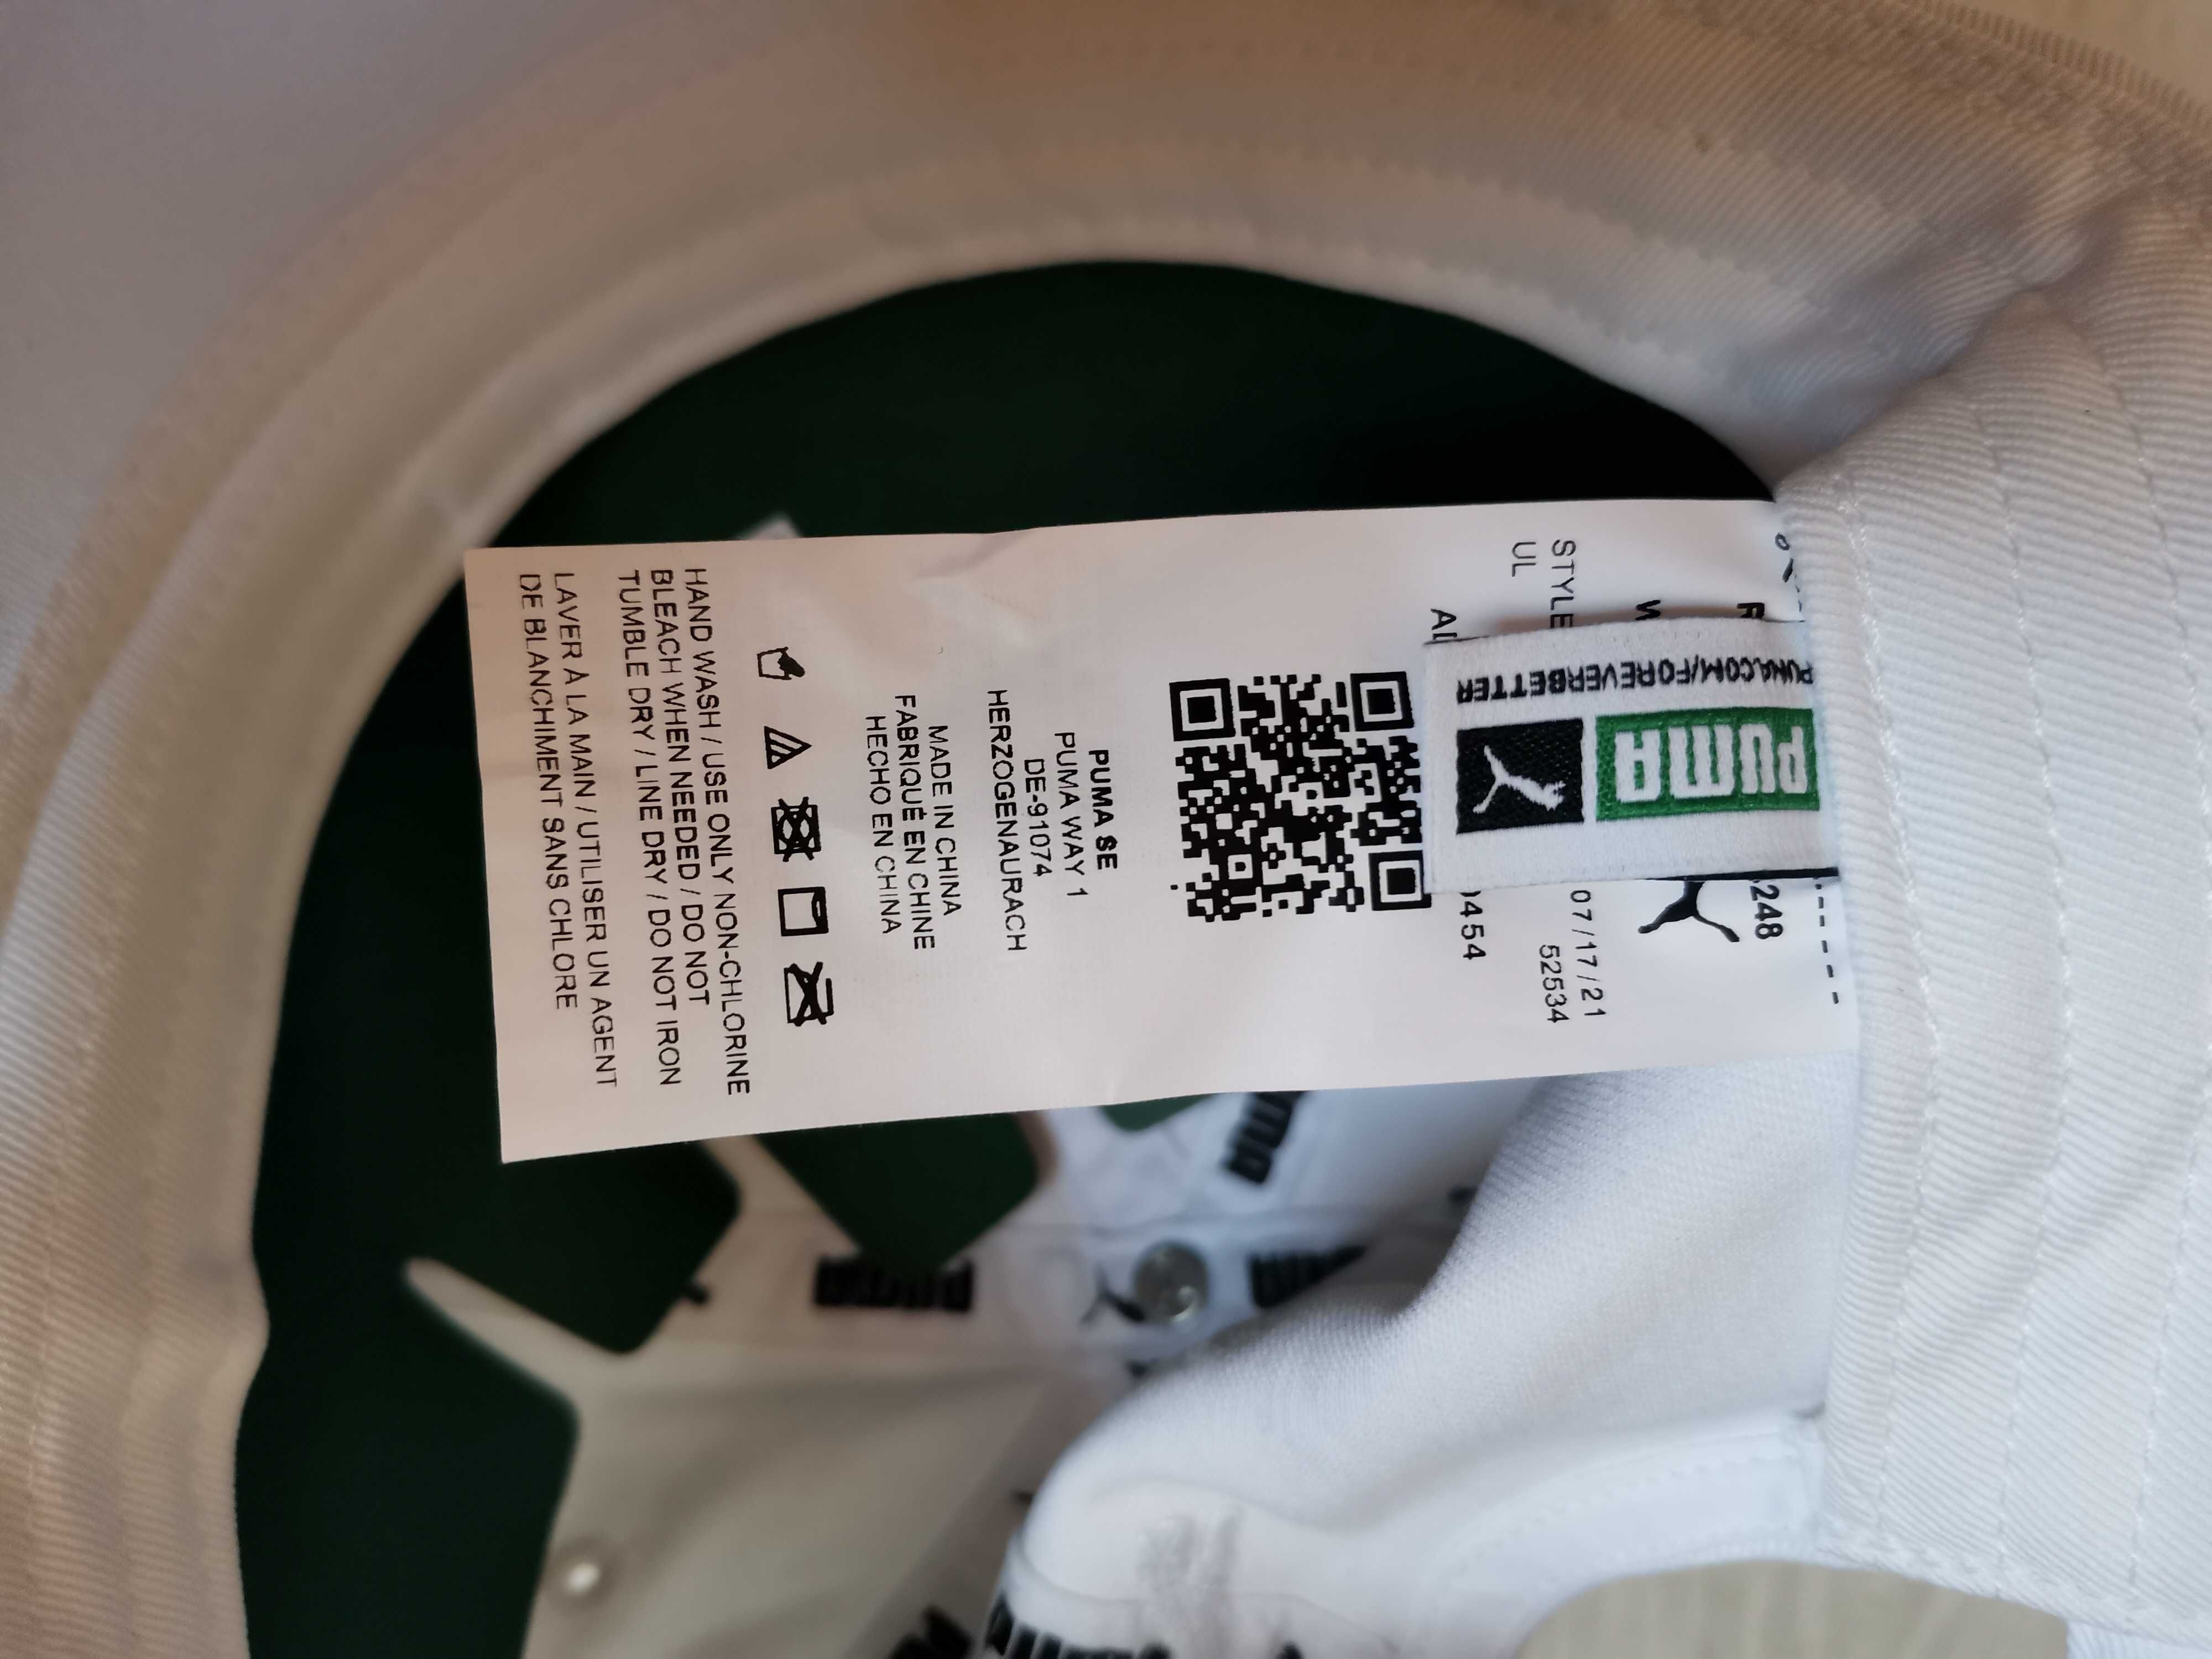 248
07/17/21
STYLE
52534
UL
0454
PUMA.COM/FOREVERBETTER
PUMA
PUMA SE
PUMA WAY 1
DE-91074
HERZOGENAURACH
MADE IN CHINA
FABRIQUÉ EN CHINE
HECHO EN CHINA
HAND WASH / USE ONLY NON-CHLORINE
BLEACH WHEN NEEDED / DO NOT
TUMBLE DRY / LINE DRY / DO NOT IRON
LAVER À LA MAIN / UTILISER UN AGENT
DE BLANCHIMENT SANS CHLORE
PUMA